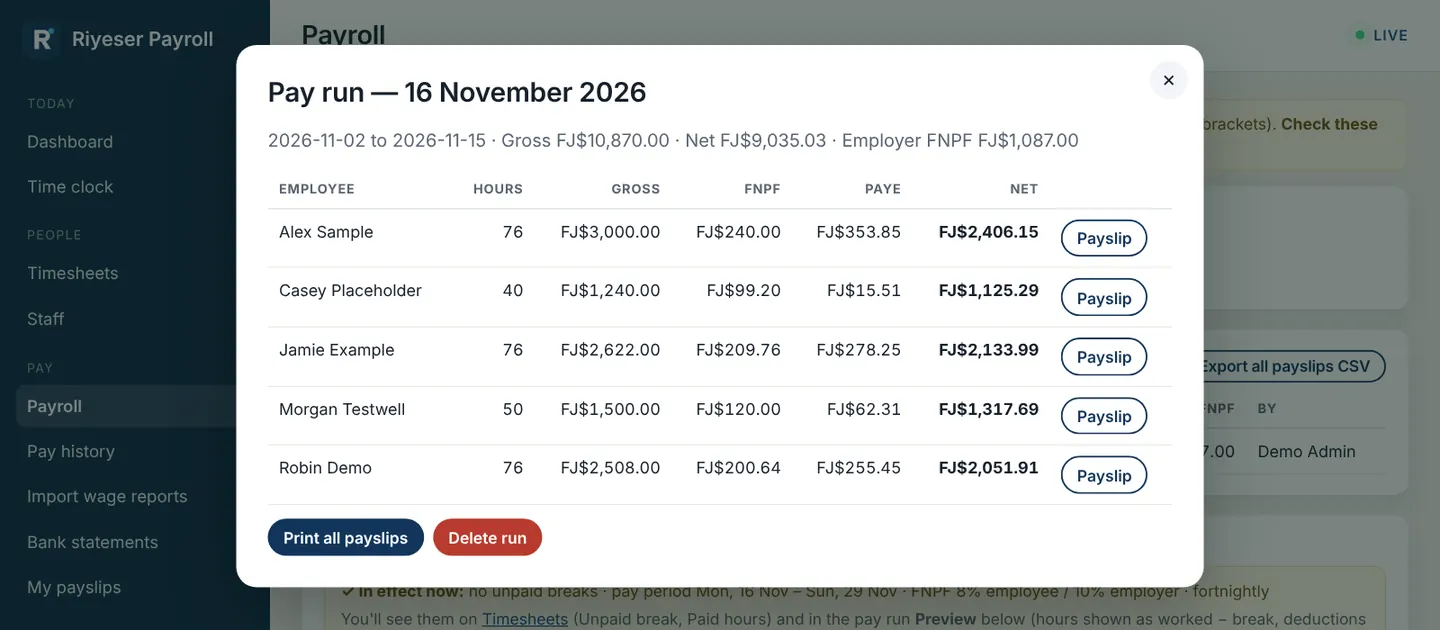 Riyeser Payroll
TODAY
Dashboard
Time clock
PEOPLE
Timesheets
Staff
PAY
Payroll
Pay history
Import wage reports
Bank statements
My payslips
Payroll
LIVE
brackets). Check these
Export all payslips CSV
FNPF BY
7.00 Demo Admin
Pay run — 16 November 2026
2026-11-02 to 2026-11-15 · Gross FJ$10,870.00 · Net FJ$9,035.03 · Employer FNPF FJ$1,087.00
EMPLOYEE HOURS GROSS FNPF PAYE NET
Alex Sample 76 FJ$3,000.00 FJ$240.00 FJ$353.85 FJ$2,406.15 Payslip
Casey Placeholder 40 FJ$1,240.00 FJ$99.20 FJ$15.51 FJ$1,125.29 Payslip
Jamie Example 76 FJ$2,622.00 FJ$209.76 FJ$278.25 FJ$2,133.99 Payslip
Morgan Testwell 50 FJ$1,500.00 FJ$120.00 FJ$62.31 FJ$1,317.69 Payslip
Robin Demo 76 FJ$2,508.00 FJ$200.64 FJ$255.45 FJ$2,051.91 Payslip
Print all payslips Delete run
✓ In effect now: no unpaid breaks · pay period Mon, 16 Nov – Sun, 29 Nov · FNPF 8% employee / 10% employer · fortnightly
You'll see them on Timesheets (Unpaid break, Paid hours) and in the pay run Preview below (hours shown as worked – break, deductions